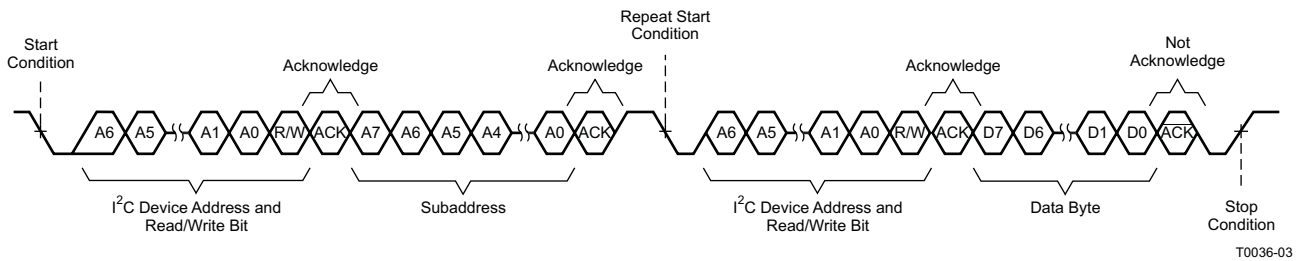 Repeat Start
Condition
Start
Condition
Acknowledge
Acknowledge
Acknowledge
Not
Acknowledge
A6 A5 A1 A0 R/W ACK A7 A6 A5 A4 A0 ACK A6 A5 A1 A0 R/W ACK D7 D6 D1 D0 ACK
I²C Device Address and
Read/Write Bit
Subaddress
I²C Device Address and
Read/Write Bit
Data Byte
Stop
Condition
T0036-03